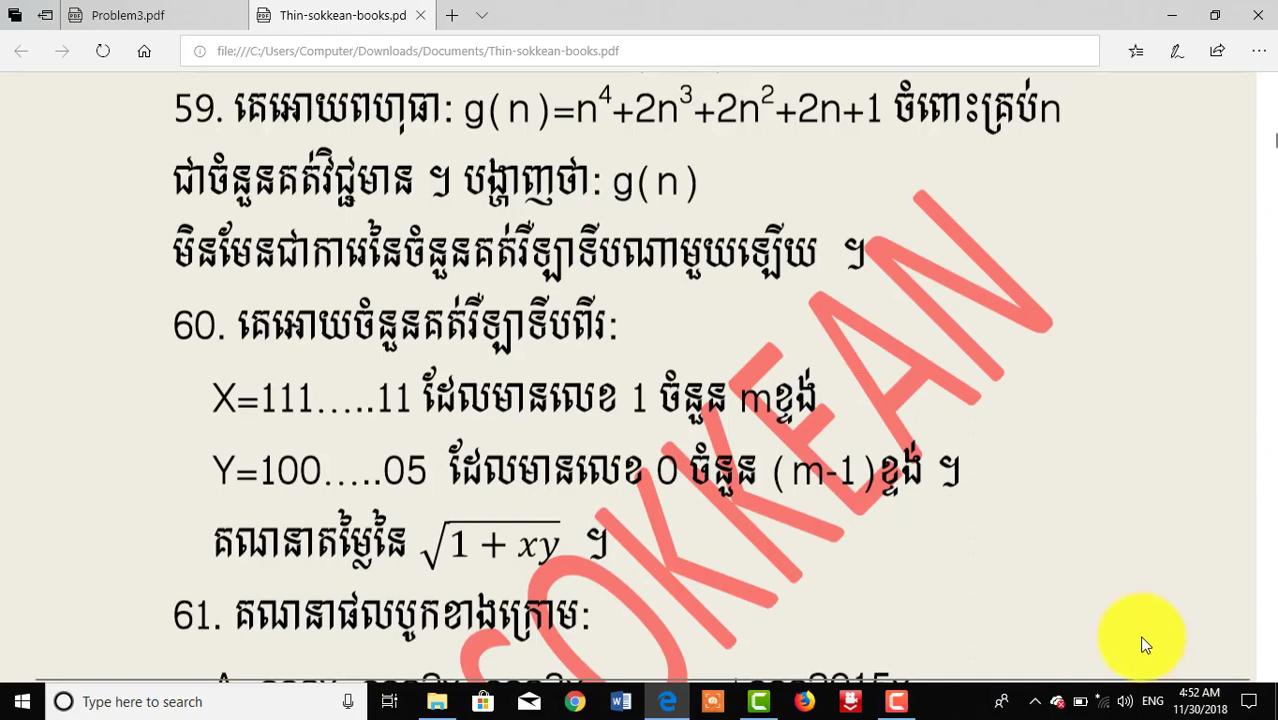 Problem3.pdf
Thin-sokkean-books.pd
file:///C:/Users/Computer/Downloads/Documents/Thin-sokkean-books.pdf
59. គេអោយពហុធា: g(n)=n⁴+2n³+2n²+2n+1 ចំពោះគ្រប់n
ជាចំនួនគត់វិជ្ជមាន ។ បង្ហាញថា: g(n)
មិនមែនជាការេនៃចំនួនគត់រឺឡាទីបណាមួយឡើយ ។
60. គេអោយចំនួនគត់រឺឡាទីបពីរ:
X=111.....11 ដែលមានលេខ 1 ចំនួន mខ្ទង់
Y=100.....05 ដែលមានលេខ 0 ចំនួន (m-1)ខ្ទង់ ។
គណនាតម្លៃនៃ √(1 + xy) ។
61. គណនាផលបូកខាងក្រោម:
SOKKEAN
Type here to search
ENG
4:52 AM
11/30/2018